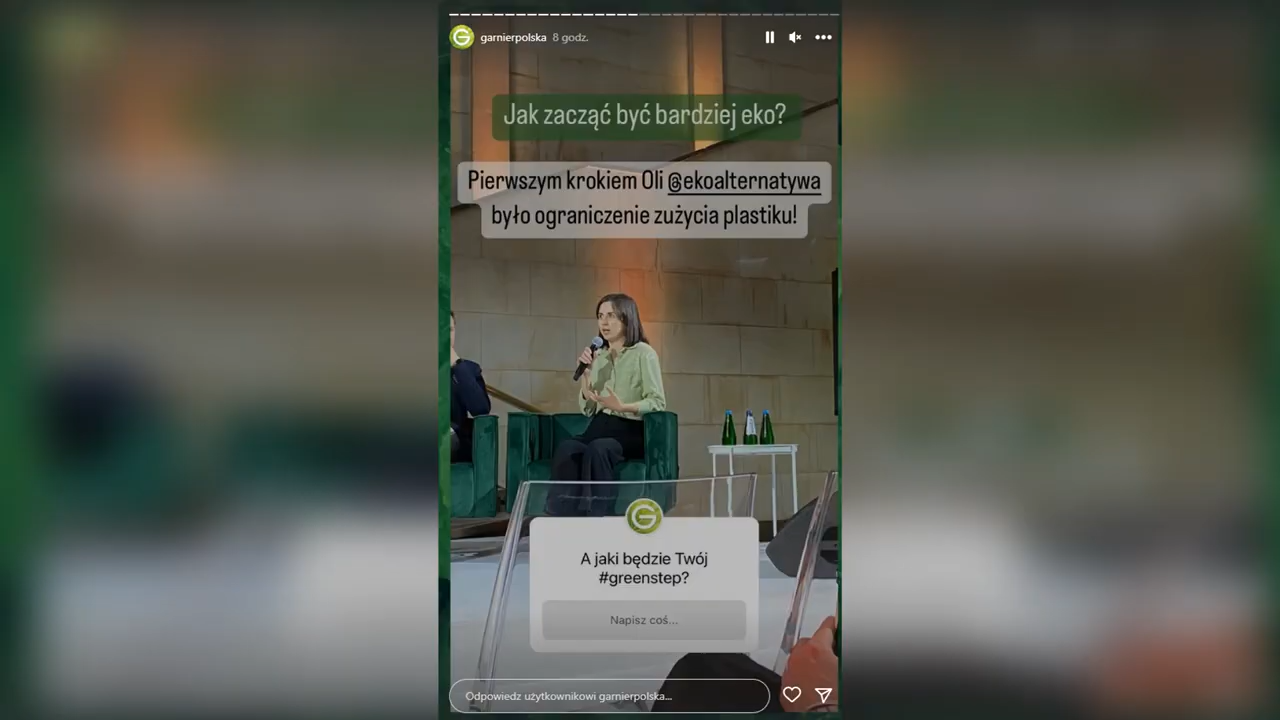 garnierpolska 8 godz.
Jak zacząć być bardziej eko?
Pierwszym krokiem Oli @ekoalternatywa
było ograniczenie zużycia plastiku!
A jaki będzie Twój
#greenstep?
Napisz coś...
Odpowiedz użytkownikowi garnierpolska...